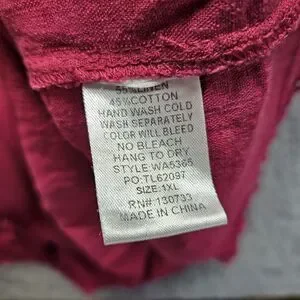 55%LINEN
45%COTTON
HAND WASH COLD
WASH SEPARATELY
COLOR WILL BLEED
NO BLEACH
HANG TO DRY
STYLE:WA5365
PO:TL62097
SIZE:1XL
RN#:130733
MADE IN CHINA